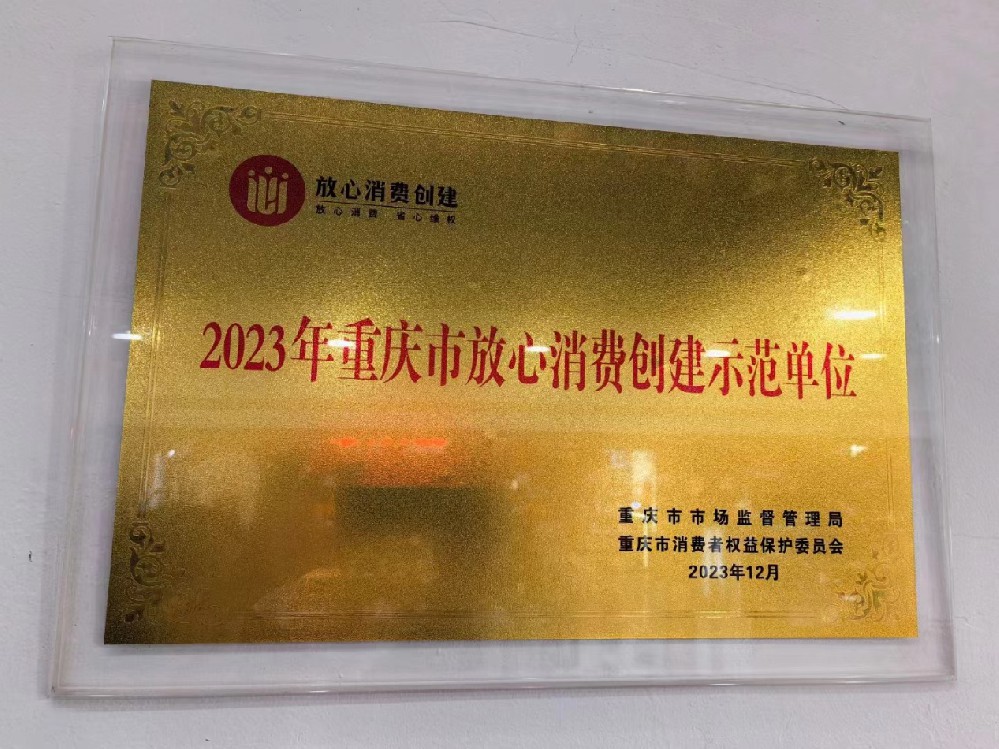 放心消费创建
放心消费 省心维权
2023年重庆市放心消费创建示范单位
重庆市市场监督管理局
重庆市消费者权益保护委员会
2023年12月